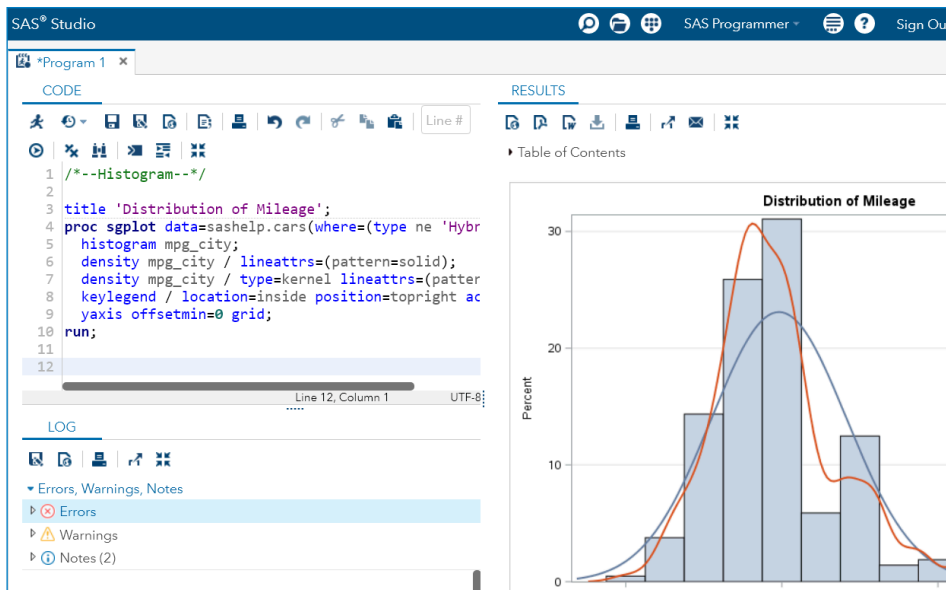 SAS® Studio
SAS Programmer
Sign Ou
*Program 1
CODE
Line #
1 /*--Histogram--*/
2
3 title 'Distribution of Mileage';
4 proc sgplot data=sashelp.cars(where=(type ne 'Hybr
5 histogram mpg_city;
6 density mpg_city / lineattrs=(pattern=solid);
7 density mpg_city / type=kernel lineattrs=(patter
8 keylegend / location=inside position=topright ac
9 yaxis offsetmin=0 grid;
10 run;
11
12
Line 12, Column 1
UTF-8
LOG
Errors, Warnings, Notes
Errors
Warnings
Notes (2)
RESULTS
Table of Contents
Distribution of Mileage
30
20
10
0
Percent